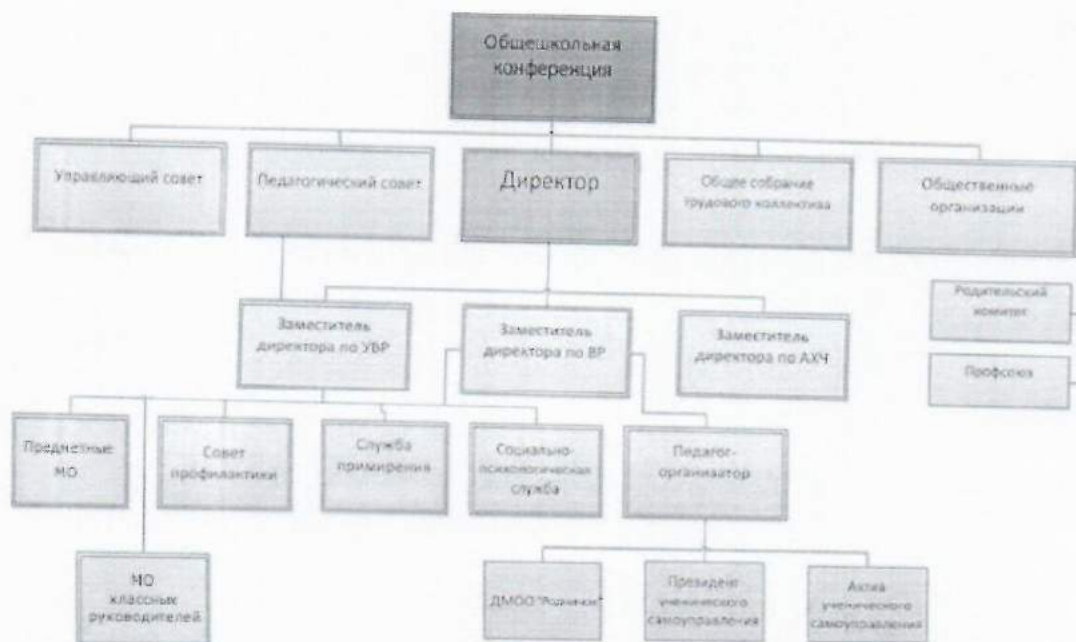 Общешкольная
конференция
Управляющий совет
Педагогический совет
Директор
Общее собрание
трудового коллектива
Общественные
организации
Родительский
комитет
Профсоюз
Заместитель
директора по УВР
Заместитель
директора по ВР
Заместитель
директора по АХЧ
Предметные
МО
Совет
профилактики
Служба
примирения
Социально-
психологическая
служба
Педагог-
организатор
МО
классных
руководителей
ДМОО "Роднички"
Президент
ученического
самоуправления
Актив
ученического
самоуправления